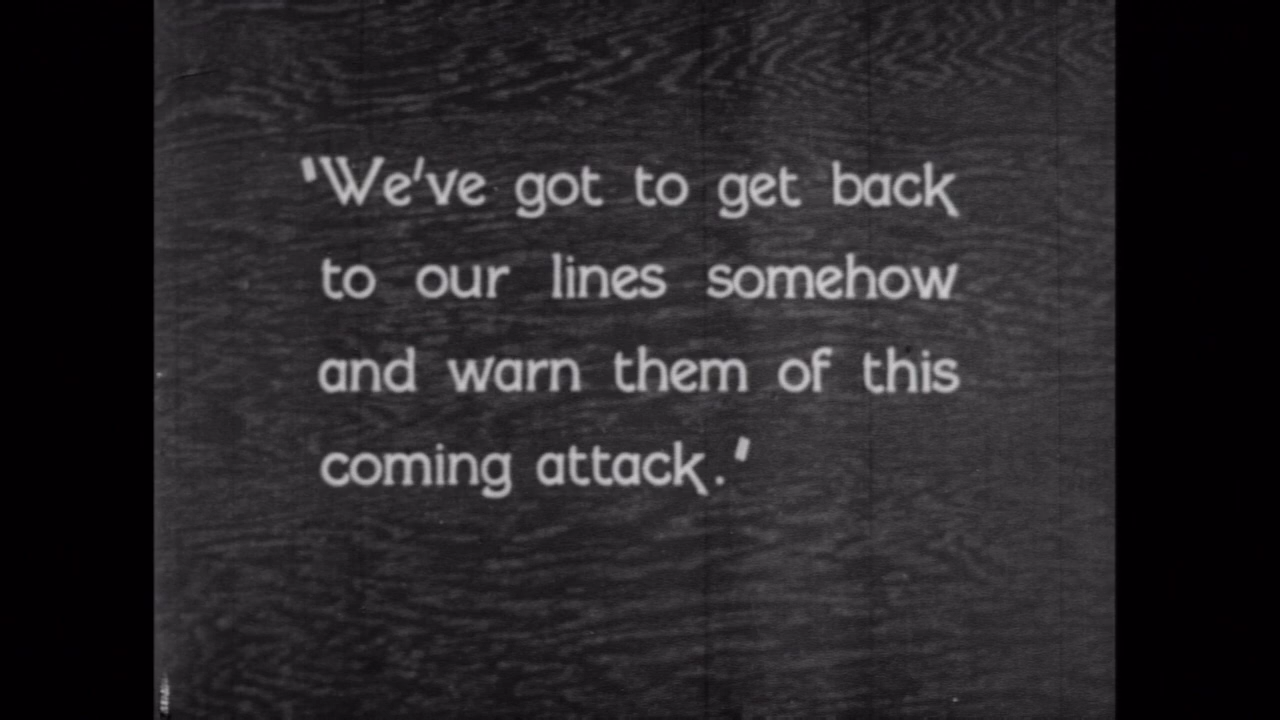 'We've got to get back
to our lines somehow
and warn them of this
coming attack.'